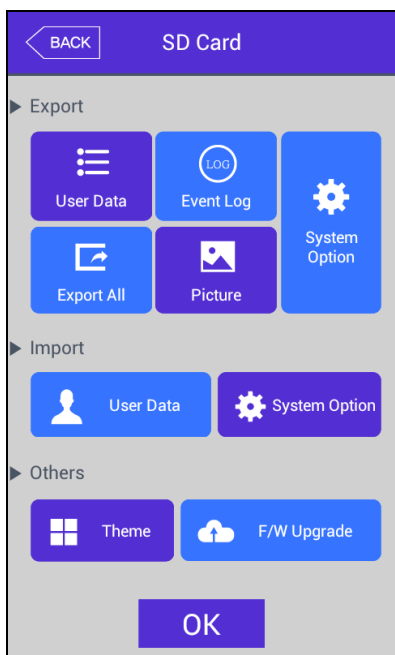 BACK
SD Card
Export
User Data
LOG
Event Log
System
Option
Export All
Picture
Import
User Data
System Option
Others
Theme
F/W Upgrade
OK